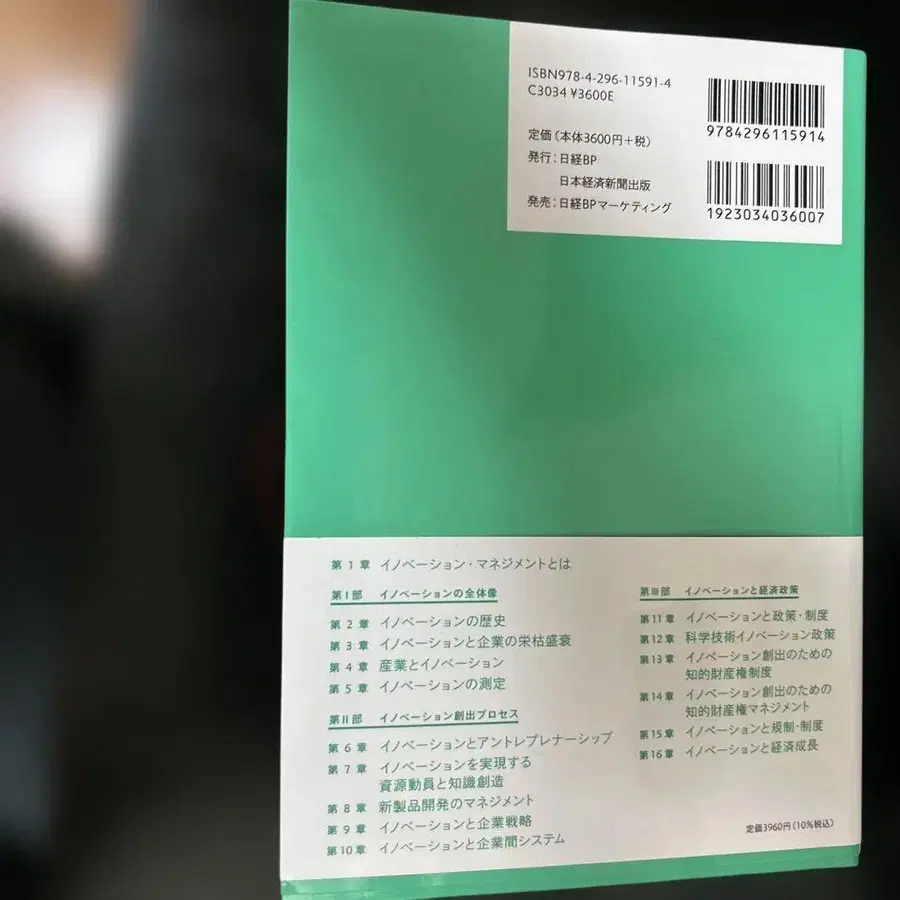 ISBN978-4-296-11591-4
C3034 ¥3600E
定価(本体3600円+税)
発行:日経BP
日本経済新聞出版
発売:日経BPマーケティング
9784296115914
1923034036007
第1章 イノベーション・マネジメントとは
第Ⅰ部 イノベーションの全体像
第2章 イノベーションの歴史
第3章 イノベーションと企業の栄枯盛衰
第4章 産業とイノベーション
第5章 イノベーションの測定
第Ⅱ部 イノベーション創出プロセス
第6章 イノベーションとアントレプレナーシップ
第7章 イノベーションを実現する
資源動員と知識創造
第8章 新製品開発のマネジメント
第9章 イノベーションと企業戦略
第10章 イノベーションと企業間システム
第Ⅲ部 イノベーションと経済政策
第11章 イノベーションと政策・制度
第12章 科学技術イノベーション政策
第13章 イノベーション創出のための
知的財産権制度
第14章 イノベーション創出のための
知的財産権マネジメント
第15章 イノベーションと規制・制度
第16章 イノベーションと経済成長
定価3960円(10%税込)